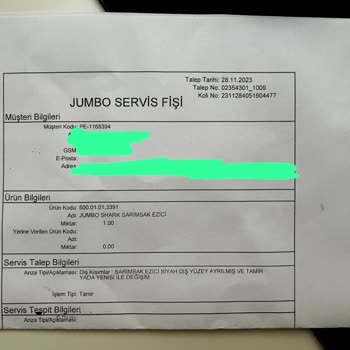 Talep Tarihi: 28.11.2023
Talep No: 02354301_1009
Koli No: 2311284051604477
JUMBO SERVİS FİŞİ
Müşteri Bilgileri
Müşteri Kodu: PE-1168394
GSM
E-Posta:
Adres
Ürün Bilgileri
Ürün Kodu: 600.01.01.3391
Adı: JUMBO SHARK SARIMSAK EZİCİ
Miktar: 1.00
Yerine Verilen Ürün Kodu:
Adı:
Miktar: 0.00
Servis Talep Bilgileri
Arıza Tipi/Açıklaması: Dış Kısımlar : SARIMSAK EZİCİ SİYAH DIŞ YÜZEY AYRILMIŞ VE TAMİR
YADA YENİSİ İLE DEĞİŞİM
İşlem Tipi: Tamir
Servis Tespit Bilgileri
Arıza Tipi/Açıklaması: